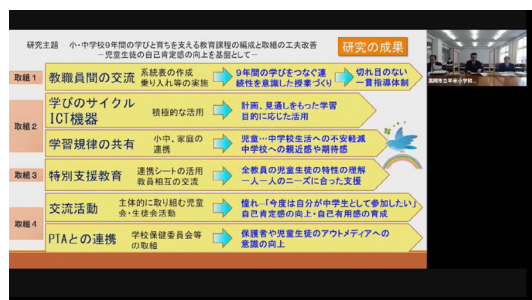 研究主題　小・中学校9年間の学びと育ちを支える教育課程の編成と取組の工夫改善
―児童生徒の自己肯定感の向上を基盤として―
研究の成果
取組1
教職員間の交流
系統表の作成
乗り入れ等の実施
9年間の学びをつなぐ連
続性を意識した授業づくり
切れ目のない
一貫指導体制
取組2
学びのサイクル
ICT機器
積極的な活用
計画、見通しをもった学習
目的に応じた活用
学習規律の共有
小中、家庭の
連携
児童…中学校生活への不安軽減
中学校への親近感や期待感
取組3
特別支援教育
連携シートの活用
教員相互の交流
全教員の児童生徒の特性の理解
一人一人のニーズに合った支援
取組4
交流活動
主体的に取り組む児童
会・生徒会活動
憧れ…「今度は自分が中学生として参加したい」
自己肯定感の向上・自己有用感の育成
PTAとの連携
学校保健委員会等
の取組
保護者や児童生徒のアウトメディアへの
意識の向上
高岡市立平米小学校